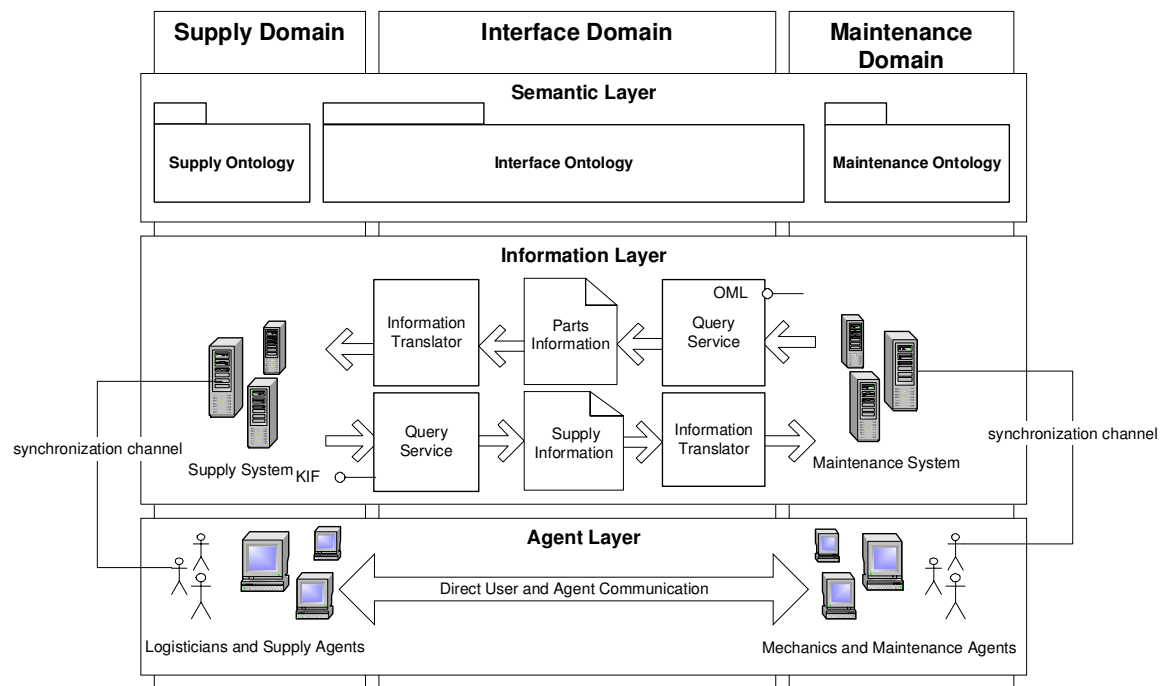 Supply Domain
Interface Domain
Maintenance
Domain
Semantic Layer
Supply Ontology
Interface Ontology
Maintenance Ontology
Information Layer
OML
Information
Translator
Parts
Information
Query
Service
synchronization channel
synchronization channel
Query
Service
Supply
Information
Information
Translator
Supply System
KIF
Maintenance System
Agent Layer
Direct User and Agent Communication
Logisticians and Supply Agents
Mechanics and Maintenance Agents